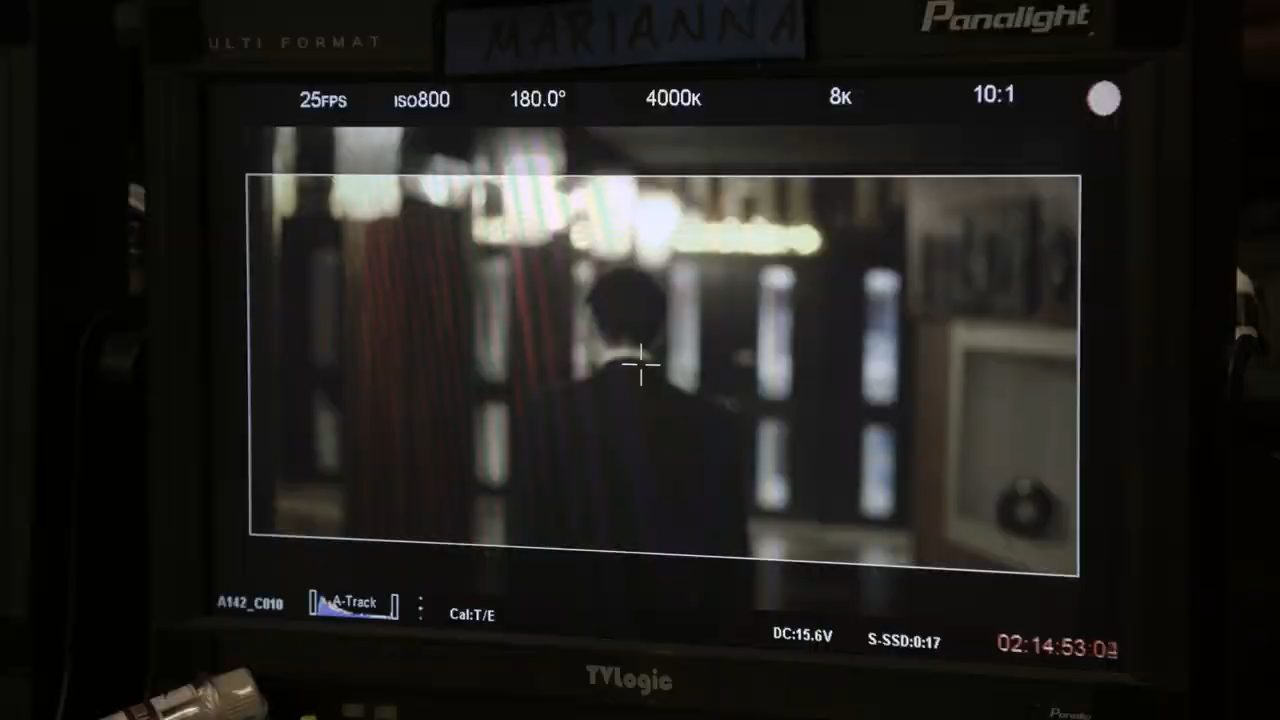 MARIANNA
Panalight
ULTI FORMAT
25FPS ISO800 180.0° 4000K 8K 10:1
A142_C010 A-Track Cal:T/E DC:15.6V S-SSD:0:17 02:14:53:03
TVLogic